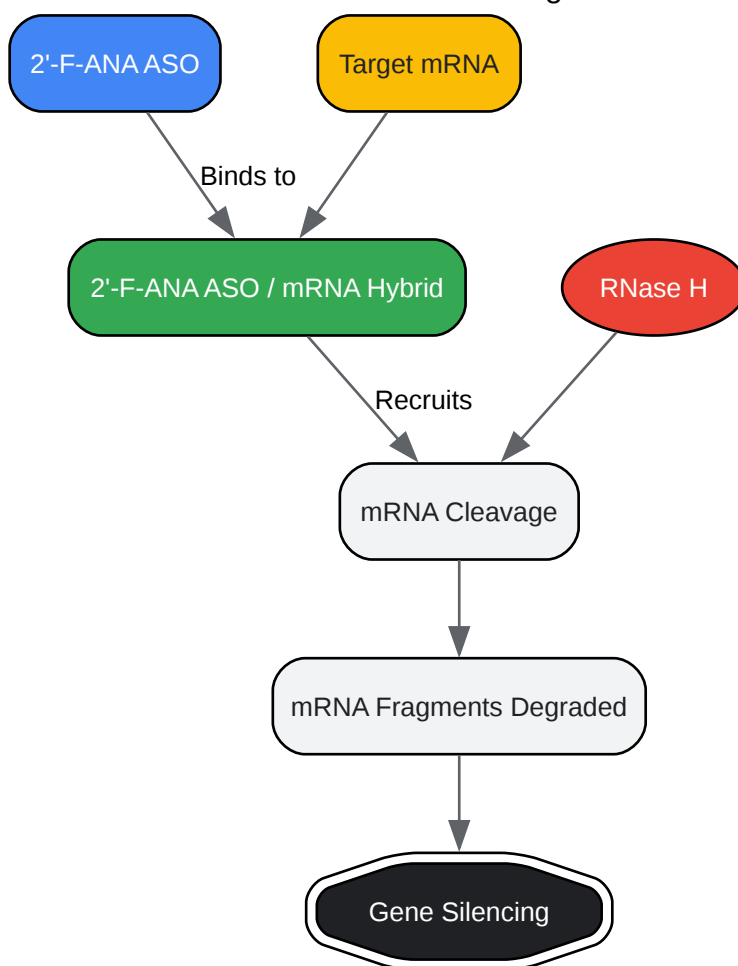 2'-F-ANA ASO
Target mRNA
Binds to
2'-F-ANA ASO / mRNA Hybrid
RNase H
Recruits
mRNA Cleavage
mRNA Fragments Degraded
Gene Silencing